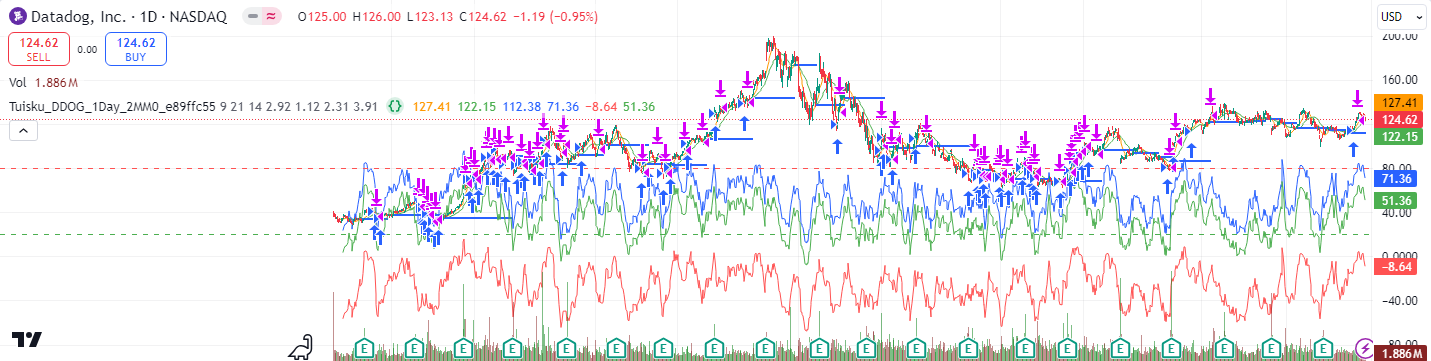 Datadog, Inc. · 1D · NASDAQ O125.00 H126.00 L123.13 C124.62 −1.19 (−0.95%)
USD
124.62 SELL 0.00 124.62 BUY
Vol 1.886M
Tuisku_DDOG_1Day_2MM0_e89ffc55 9 21 14 2.92 1.12 2.31 3.91 127.41 122.15 112.38 71.36 −8.64 51.36
200.00
160.00
127.41
124.62
122.15
80.00
71.36
51.36
40.00
0.0000
−8.64
−40.00
1.886M
E E E E E E E E E E E E E E E E E E E E